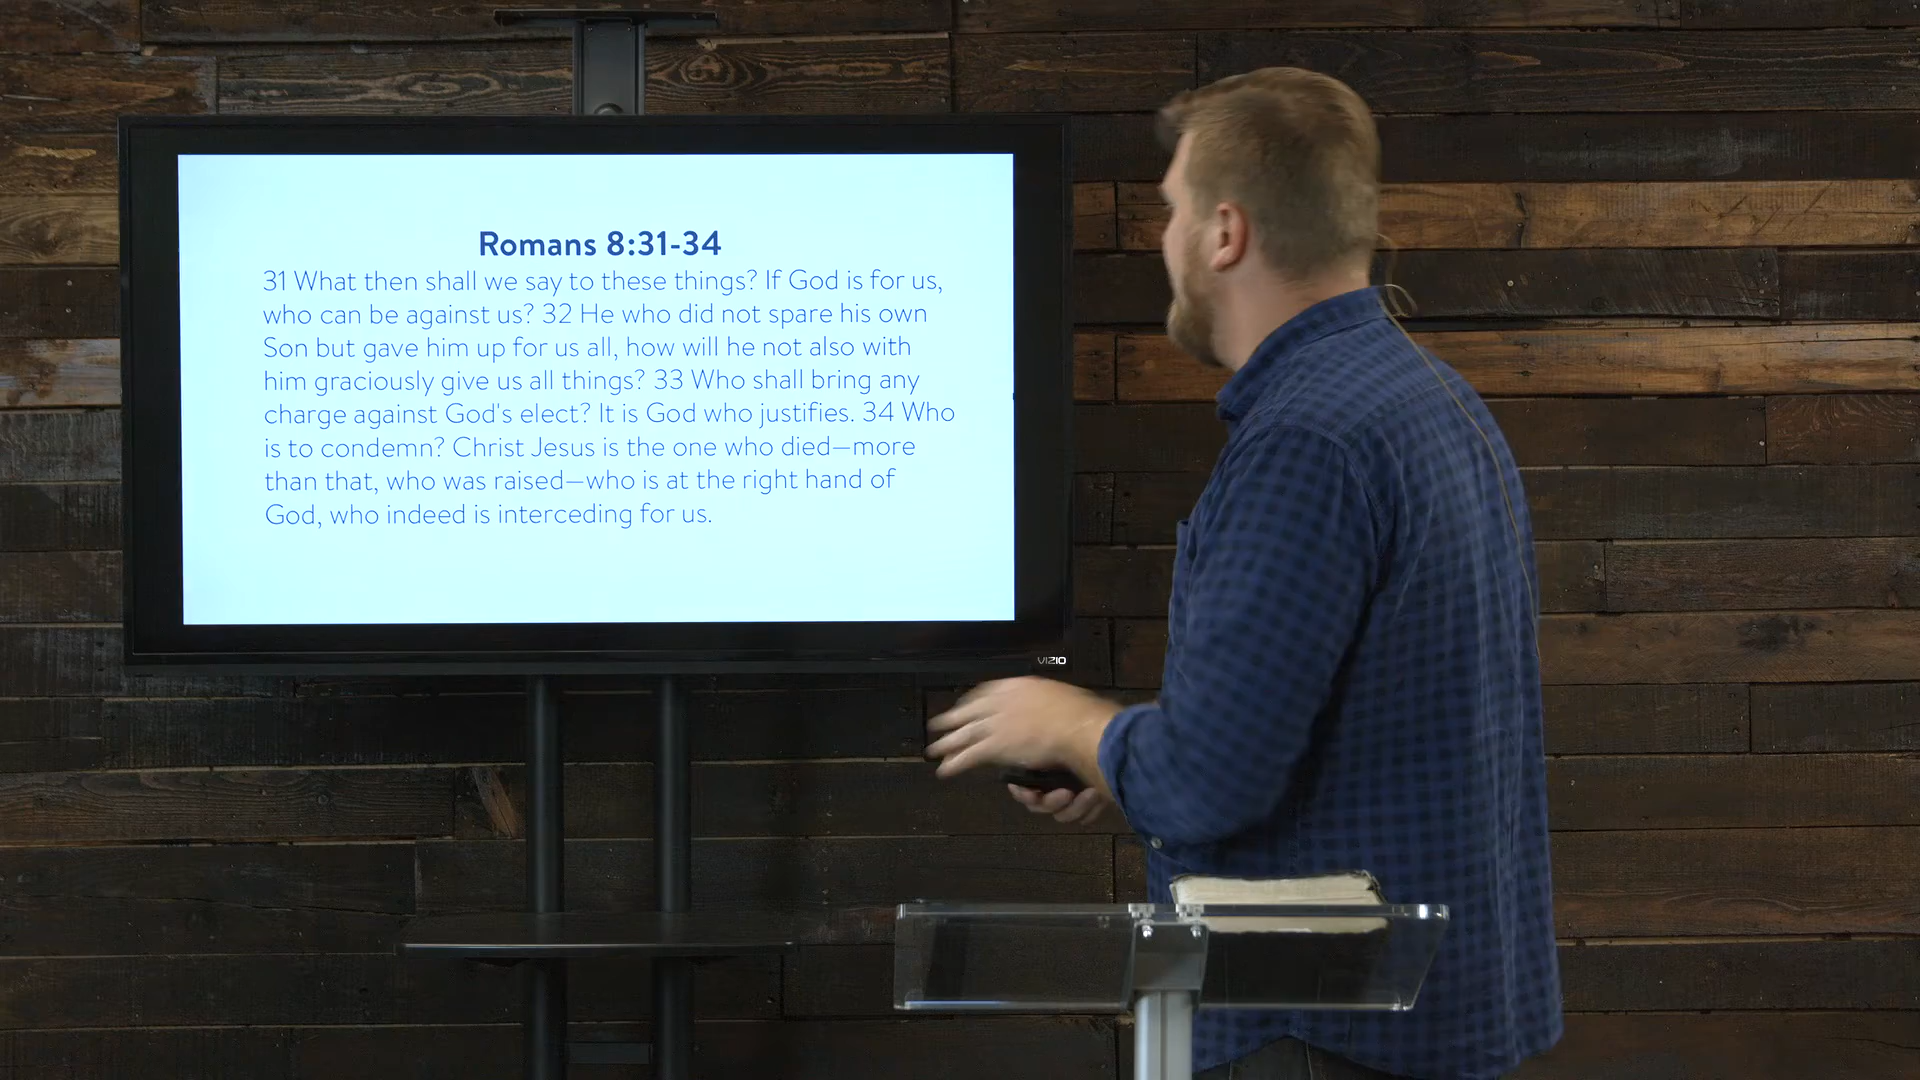 Romans 8:31-34
31 What then shall we say to these things? If God is for us,
who can be against us? 32 He who did not spare his own
Son but gave him up for us all, how will he not also with
him graciously give us all things? 33 Who shall bring any
charge against God's elect? It is God who justifies. 34 Who
is to condemn? Christ Jesus is the one who died—more
than that, who was raised—who is at the right hand of
God, who indeed is interceding for us.
VIZIO